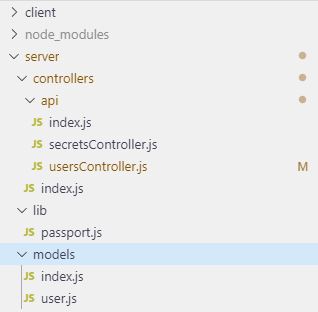 client
node_modules
server
controllers
api
JS index.js
JS secretsController.js
JS usersController.js M
JS index.js
lib
JS passport.js
models
JS index.js
JS user.js